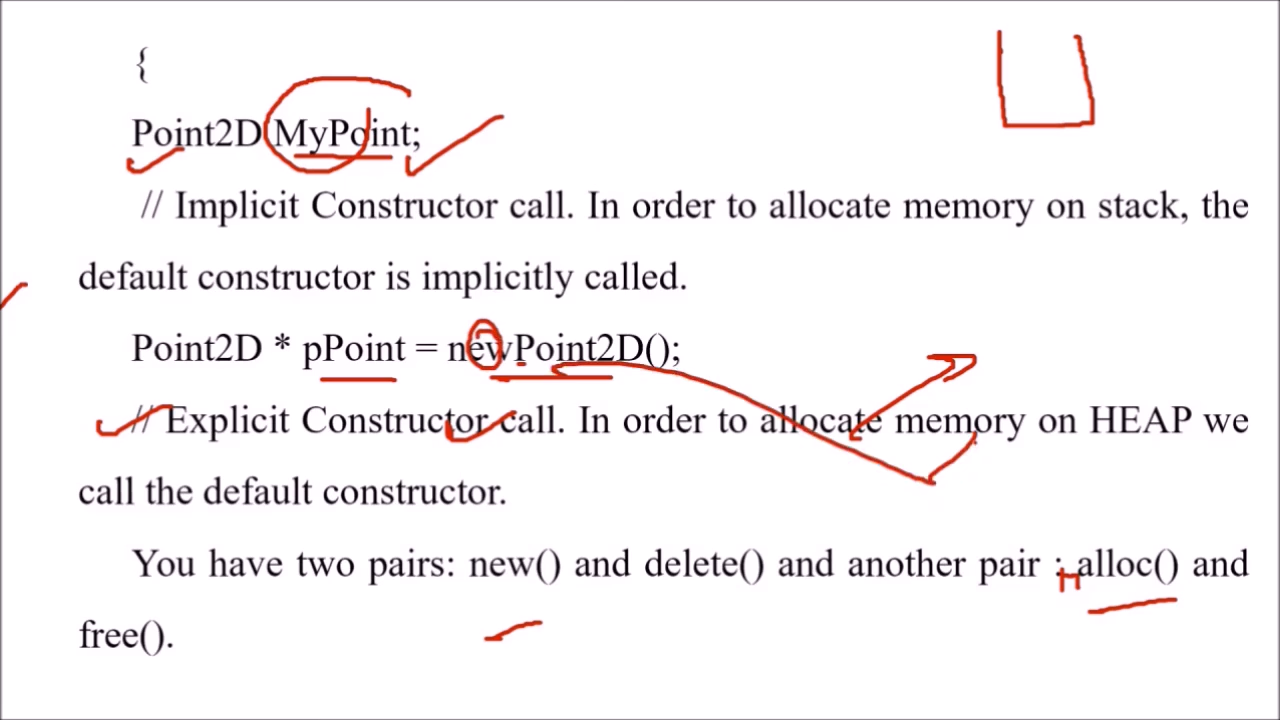 {
Point2D MyPoint;
// Implicit Constructor call. In order to allocate memory on stack, the
default constructor is implicitly called.
Point2D * pPoint = newPoint2D();
// Explicit Constructor call. In order to allocate memory on HEAP we
call the default constructor.
You have two pairs: new() and delete() and another pair : alloc() and
free().